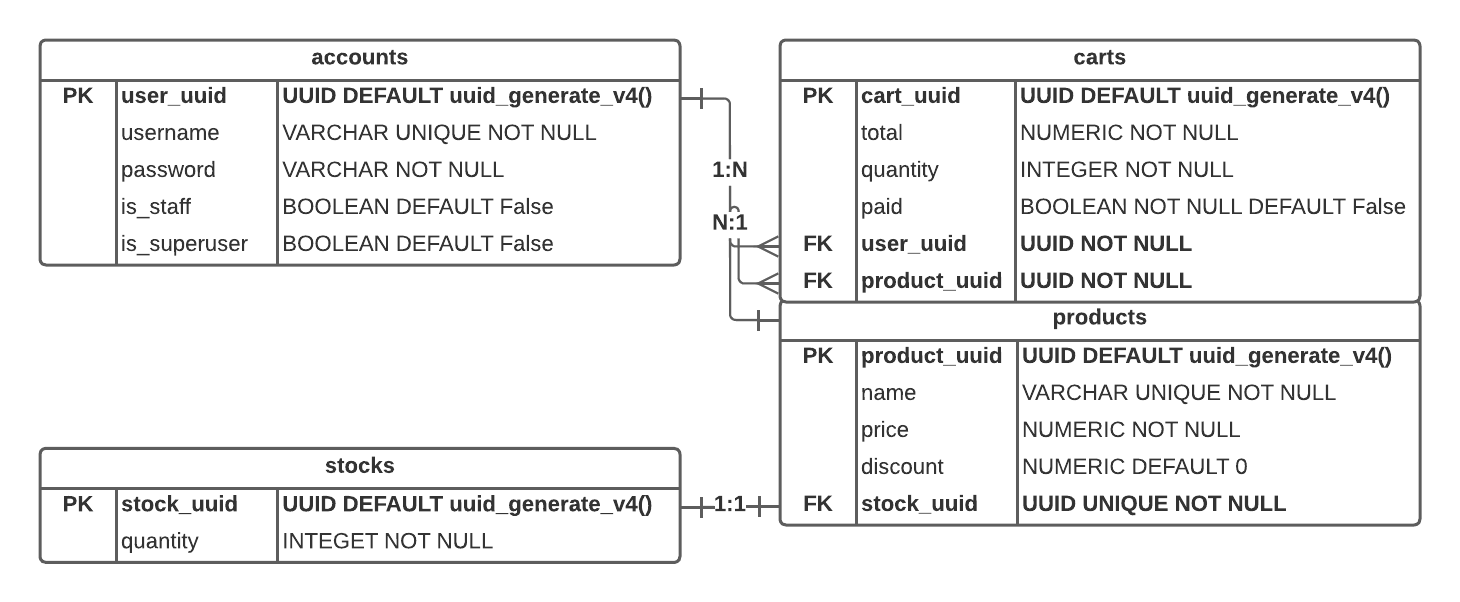 accounts
PK user_uuid UUID DEFAULT uuid_generate_v4()
username VARCHAR UNIQUE NOT NULL
password VARCHAR NOT NULL
is_staff BOOLEAN DEFAULT False
is_superuser BOOLEAN DEFAULT False
1:N
N:1
carts
PK cart_uuid UUID DEFAULT uuid_generate_v4()
total NUMERIC NOT NULL
quantity INTEGER NOT NULL
paid BOOLEAN NOT NULL DEFAULT False
FK user_uuid UUID NOT NULL
FK product_uuid UUID NOT NULL
products
PK product_uuid UUID DEFAULT uuid_generate_v4()
name VARCHAR UNIQUE NOT NULL
price NUMERIC NOT NULL
discount NUMERIC DEFAULT 0
FK stock_uuid UUID UNIQUE NOT NULL
stocks
PK stock_uuid UUID DEFAULT uuid_generate_v4()
quantity INTEGET NOT NULL
1:1